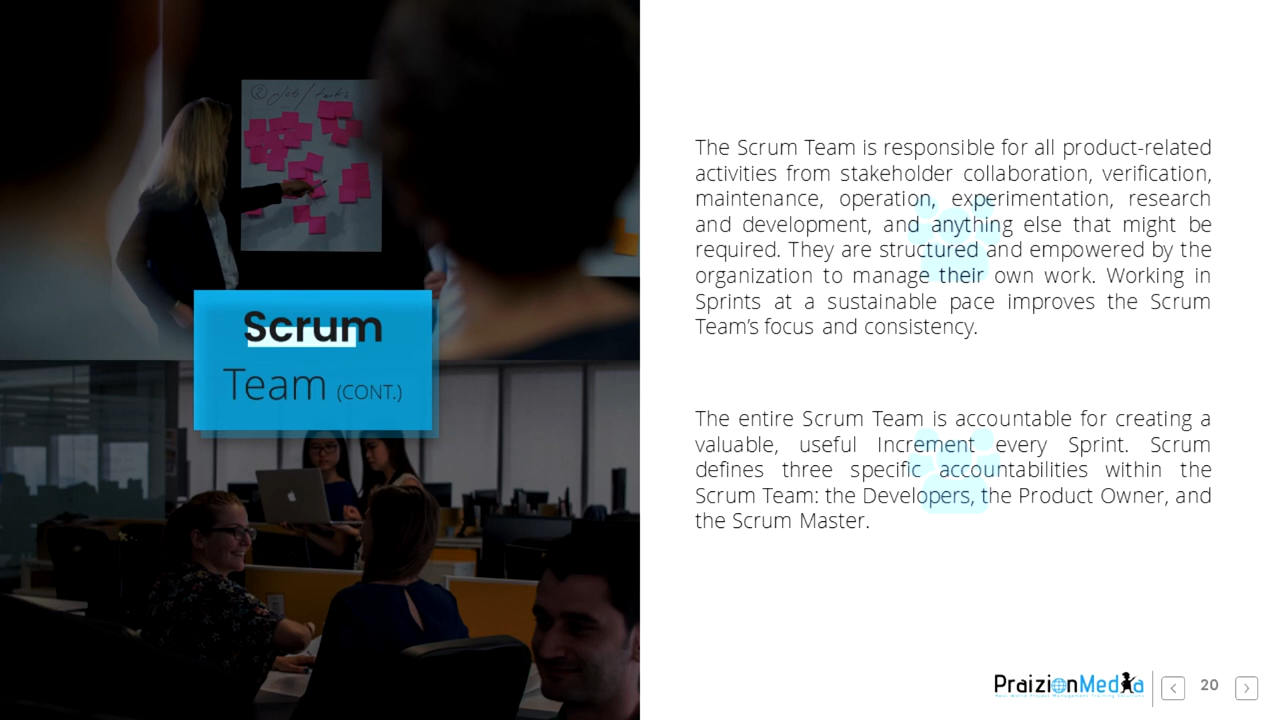 ② Job / tasks
Scrum
Team (CONT.)
The Scrum Team is responsible for all product-related
activities from stakeholder collaboration, verification,
maintenance, operation, experimentation, research
and development, and anything else that might be
required. They are structured and empowered by the
organization to manage their own work. Working in
Sprints at a sustainable pace improves the Scrum
Team’s focus and consistency.
The entire Scrum Team is accountable for creating a
valuable, useful Increment every Sprint. Scrum
defines three specific accountabilities within the
Scrum Team: the Developers, the Product Owner, and
the Scrum Master.
PraizionMedia
20